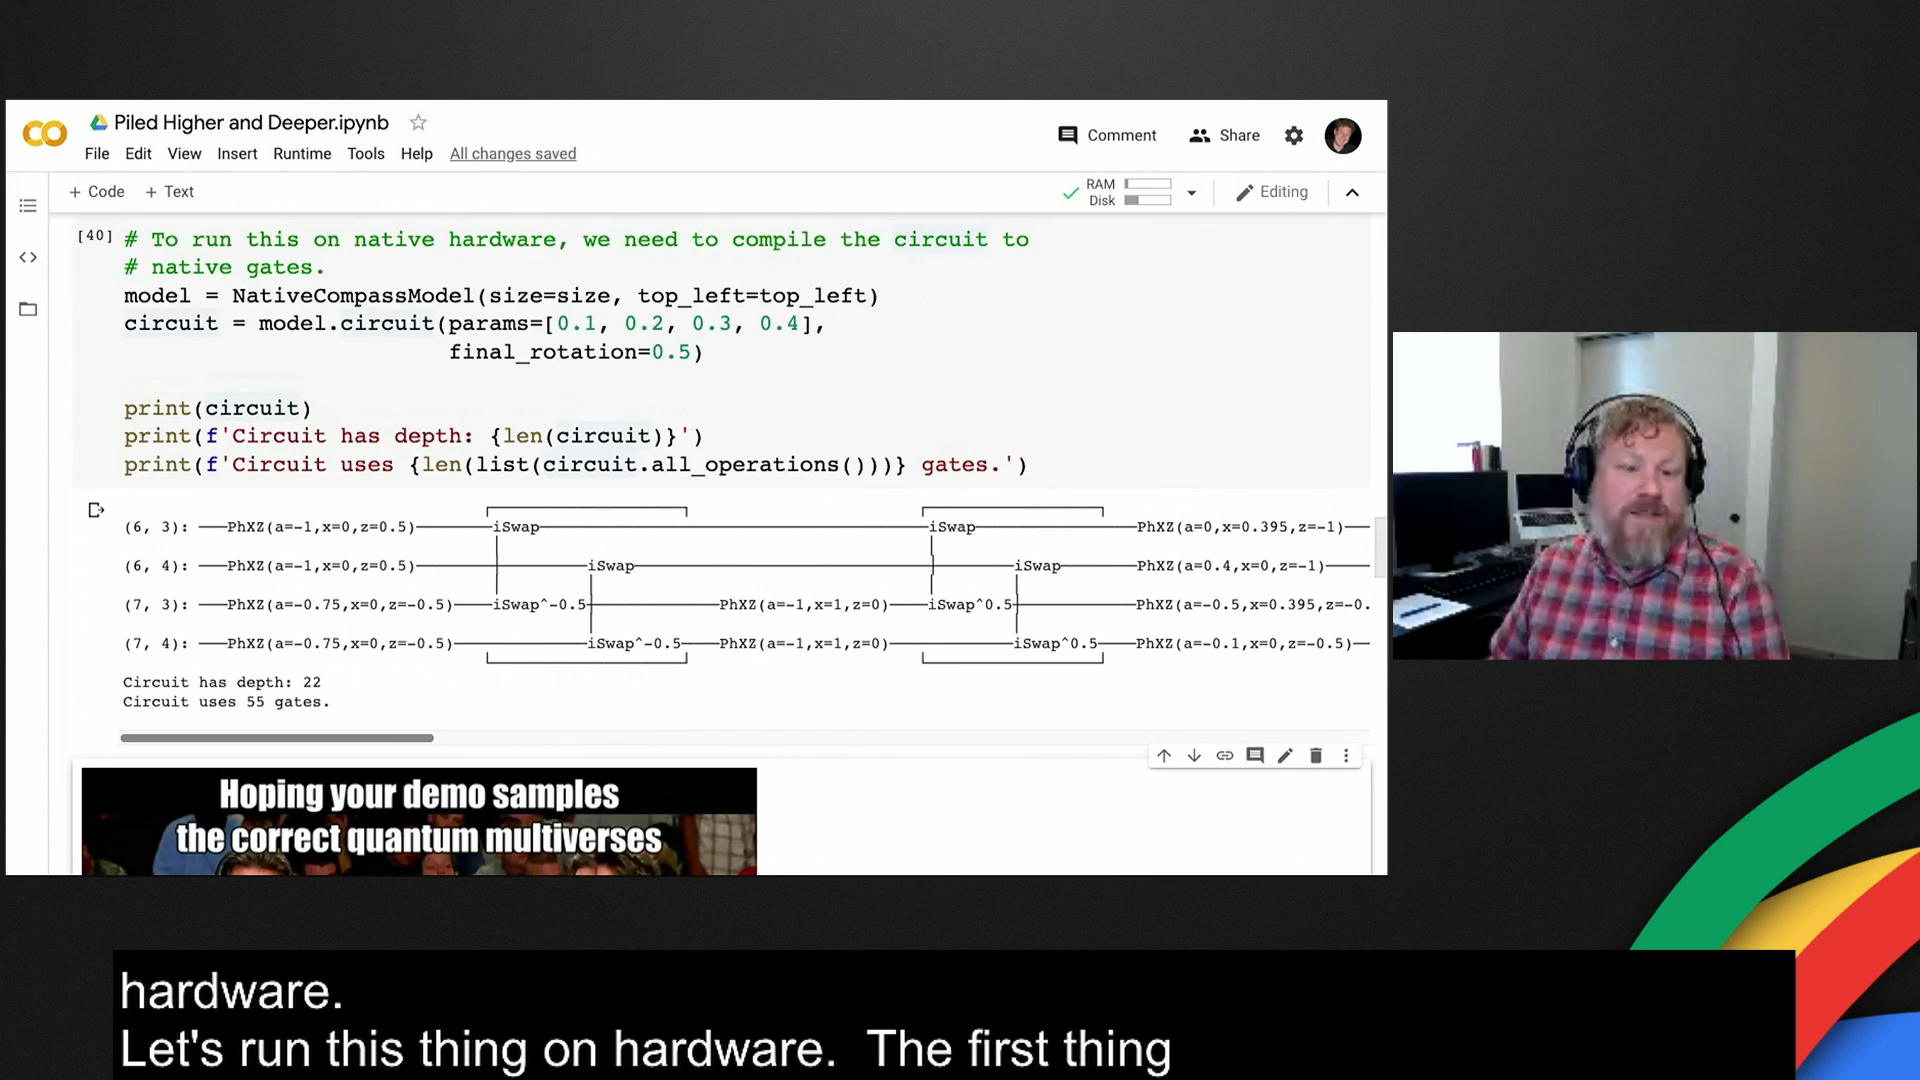 Piled Higher and Deeper.ipynb
Comment Share
File Edit View Insert Runtime Tools Help All changes saved
+ Code + Text
RAM
Disk
Editing
[40] # To run this on native hardware, we need to compile the circuit to
# native gates.
model = NativeCompassModel(size=size, top_left=top_left)
circuit = model.circuit(params=[0.1, 0.2, 0.3, 0.4],
final_rotation=0.5)
print(circuit)
print(f'Circuit has depth: {len(circuit)}')
print(f'Circuit uses {len(list(circuit.all_operations()))} gates.')
(6, 3): ───PhXZ(a=-1,x=0,z=0.5)───iSwap───iSwap───PhXZ(a=0,x=0.395,z=-1)──
(6, 4): ───PhXZ(a=-1,x=0,z=0.5)───iSwap───iSwap───PhXZ(a=0.4,x=0,z=-1)───
(7, 3): ───PhXZ(a=-0.75,x=0,z=-0.5)───iSwap^-0.5───PhXZ(a=-1,x=1,z=0)───iSwap^0.5───PhXZ(a=-0.5,x=0.395,z=-0.
(7, 4): ───PhXZ(a=-0.75,x=0,z=-0.5)───iSwap^-0.5───PhXZ(a=-1,x=1,z=0)───iSwap^0.5───PhXZ(a=-0.1,x=0,z=-0.5)──
Circuit has depth: 22
Circuit uses 55 gates.
Hoping your demo samples
the correct quantum multiverses
hardware.
Let's run this thing on hardware. The first thing